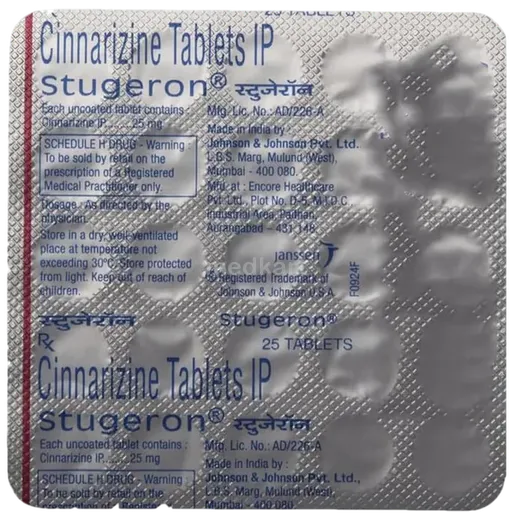 25 TABLETS
Cinnarizine Tablets IP
Stugeron® स्टुजेरॉन
Each uncoated tablet contains
Cinnarizine IP...... 25 mg
SCHEDULE H DRUG - Warning :
To be sold by retail on the
prescription of a Registered
Medical Practitioner only.
Dosage : As directed by the
physician.
Store in a dry, well-ventilated
place at temperature not
exceeding 30°C. Store protected
from light. Keep out of reach of
children.
Mfg. Lic. No.: AD/226-A
Made in India by :
Johnson & Johnson Pvt. Ltd.
L.B.S. Marg, Mulund (West),
Mumbai - 400 080.
Mfd. at : Encore Healthcare
Pvt. Ltd., Plot No. D-5, M.I.D.C.
Industrial Area, Paithan,
Aurangabad - 431 148.
janssen
® Registered Trademark of
Johnson & Johnson U.S.A.
F0924F
स्टुजेरॉन Stugeron®
Rx 25 TABLETS
Cinnarizine Tablets IP
Stugeron® स्टुजेरॉन
Each uncoated tablet contains :
Cinnarizine IP...... 25 mg
SCHEDULE H DRUG - Warning :
To be sold by retail on the
Mfg. Lic. No.: AD/226-A
Made in India by :
Johnson & Johnson Pvt. Ltd.,
L.B.S. Marg, Mulund (West),
Mumbai - 400 080